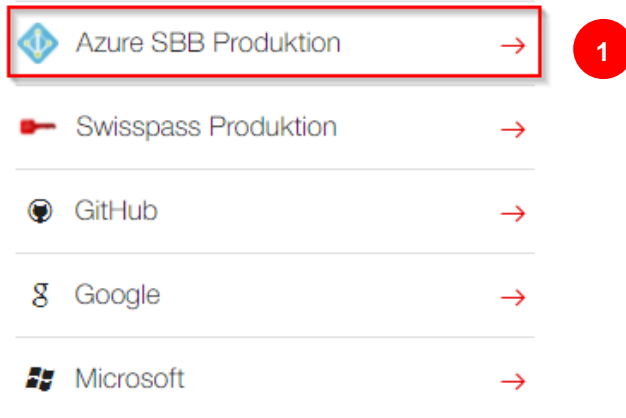 Azure SBB Produktion
1
Swisspass Produktion
GitHub
Google
Microsoft